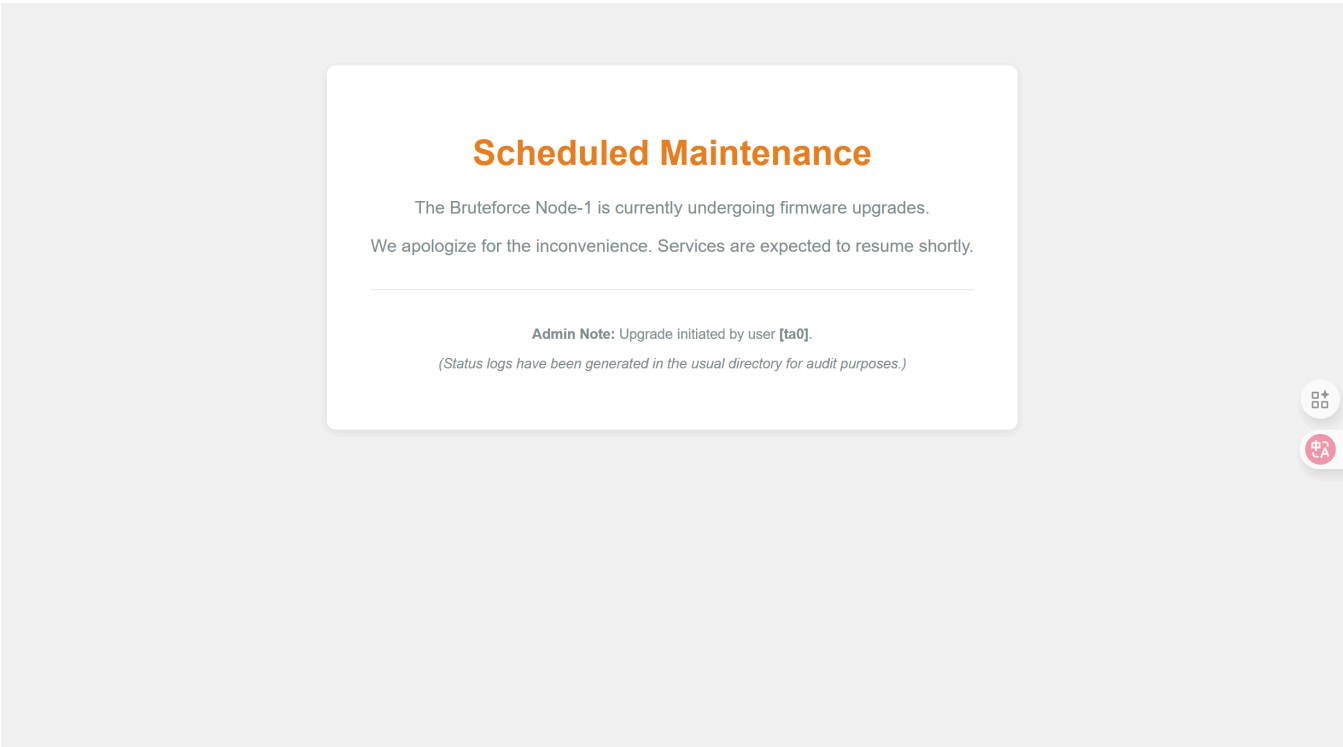 Scheduled Maintenance
The Bruteforce Node-1 is currently undergoing firmware upgrades.
We apologize for the inconvenience. Services are expected to resume shortly.
Admin Note: Upgrade initiated by user [ta0].
(Status logs have been generated in the usual directory for audit purposes.)
中A